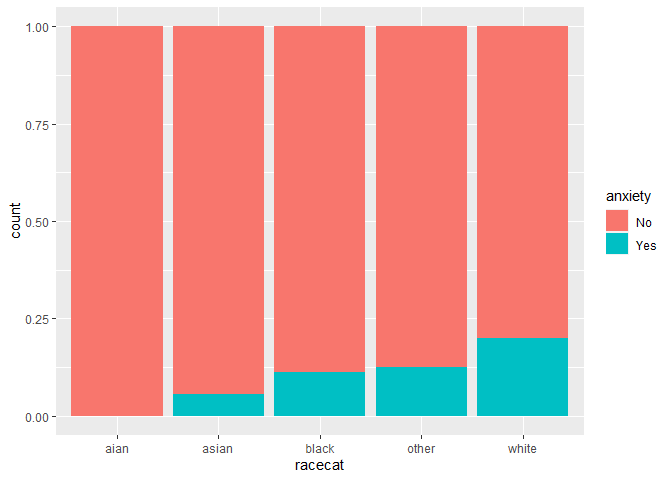 1.00
0.75
0.50
0.25
0.00
count
aian asian black other white
racecat
anxiety
No
Yes